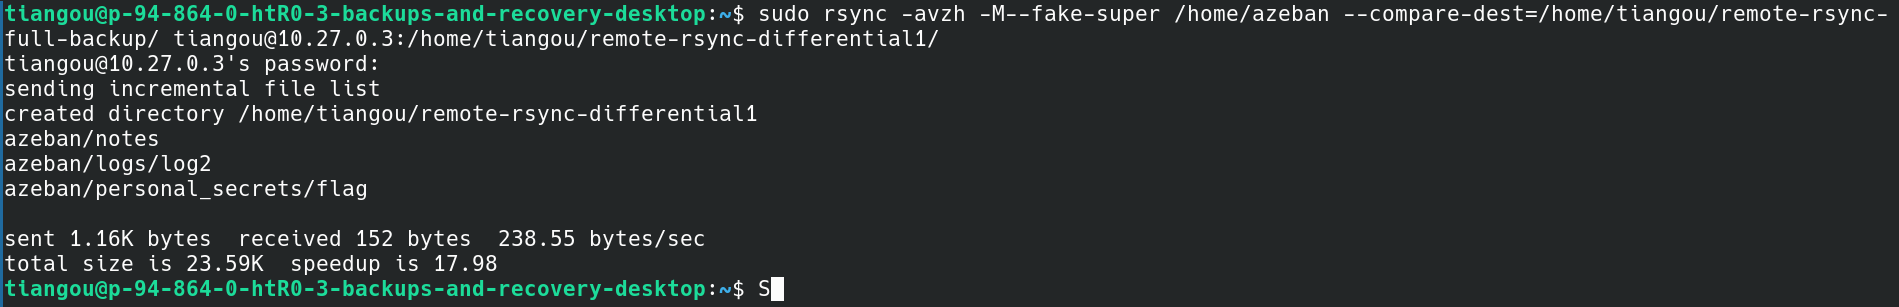 tiangou@p-94-864-0-htR0-3-backups-and-recovery-desktop:~$ sudo rsync -avzh -M--fake-super /home/azeban --compare-dest=/home/tiangou/remote-rsync-
full-backup/ tiangou@10.27.0.3:/home/tiangou/remote-rsync-differential1/
tiangou@10.27.0.3's password:
sending incremental file list
created directory /home/tiangou/remote-rsync-differential1
azeban/notes
azeban/logs/log2
azeban/personal_secrets/flag
sent 1.16K bytes  received 152 bytes  238.55 bytes/sec
total size is 23.59K  speedup is 17.98
tiangou@p-94-864-0-htR0-3-backups-and-recovery-desktop:~$ S